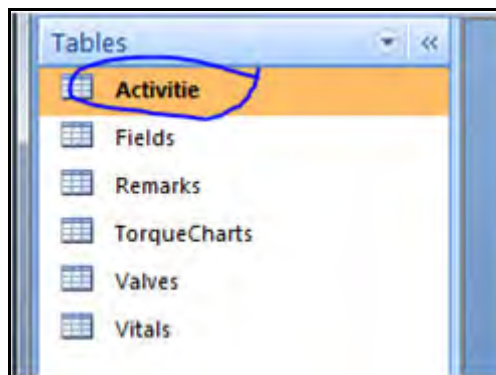 Tables
Activitie
Fields
Remarks
TorqueCharts
Valves
Vitals